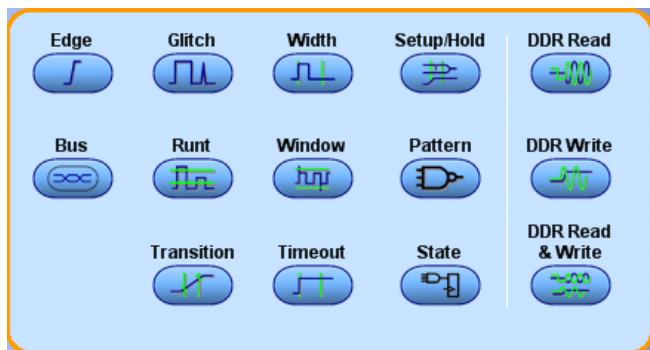 Edge Glitch Width Setup/Hold DDR Read
Bus Runt Window Pattern DDR Write
Transition Timeout State DDR Read
& Write